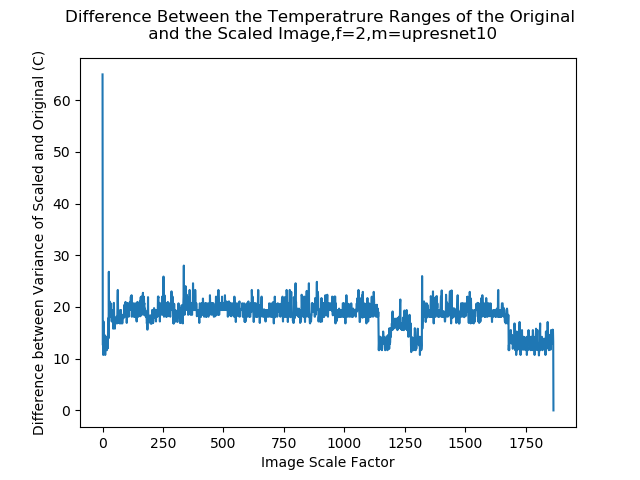 Difference Between the Temperatrure Ranges of the Original
and the Scaled Image,f=2,m=upresnet10
Difference between Variance of Scaled and Original (C)
60
50
40
30
20
10
0
0 250 500 750 1000 1250 1500 1750
Image Scale Factor